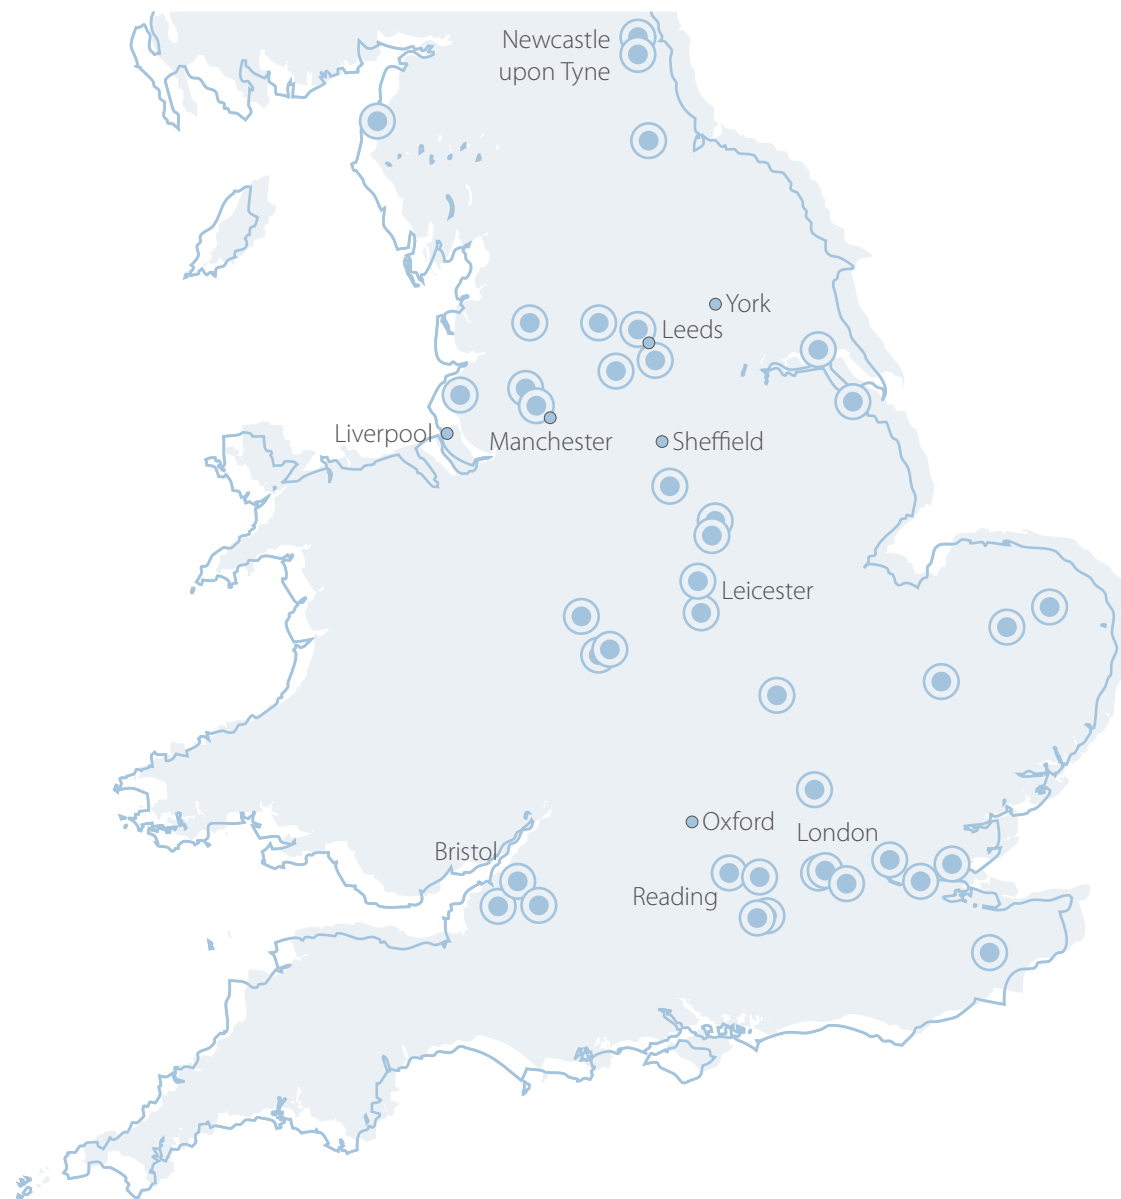 Newcastle
upon Tyne
York
Leeds
Liverpool
Manchester
Sheffield
Leicester
Oxford
London
Bristol
Reading